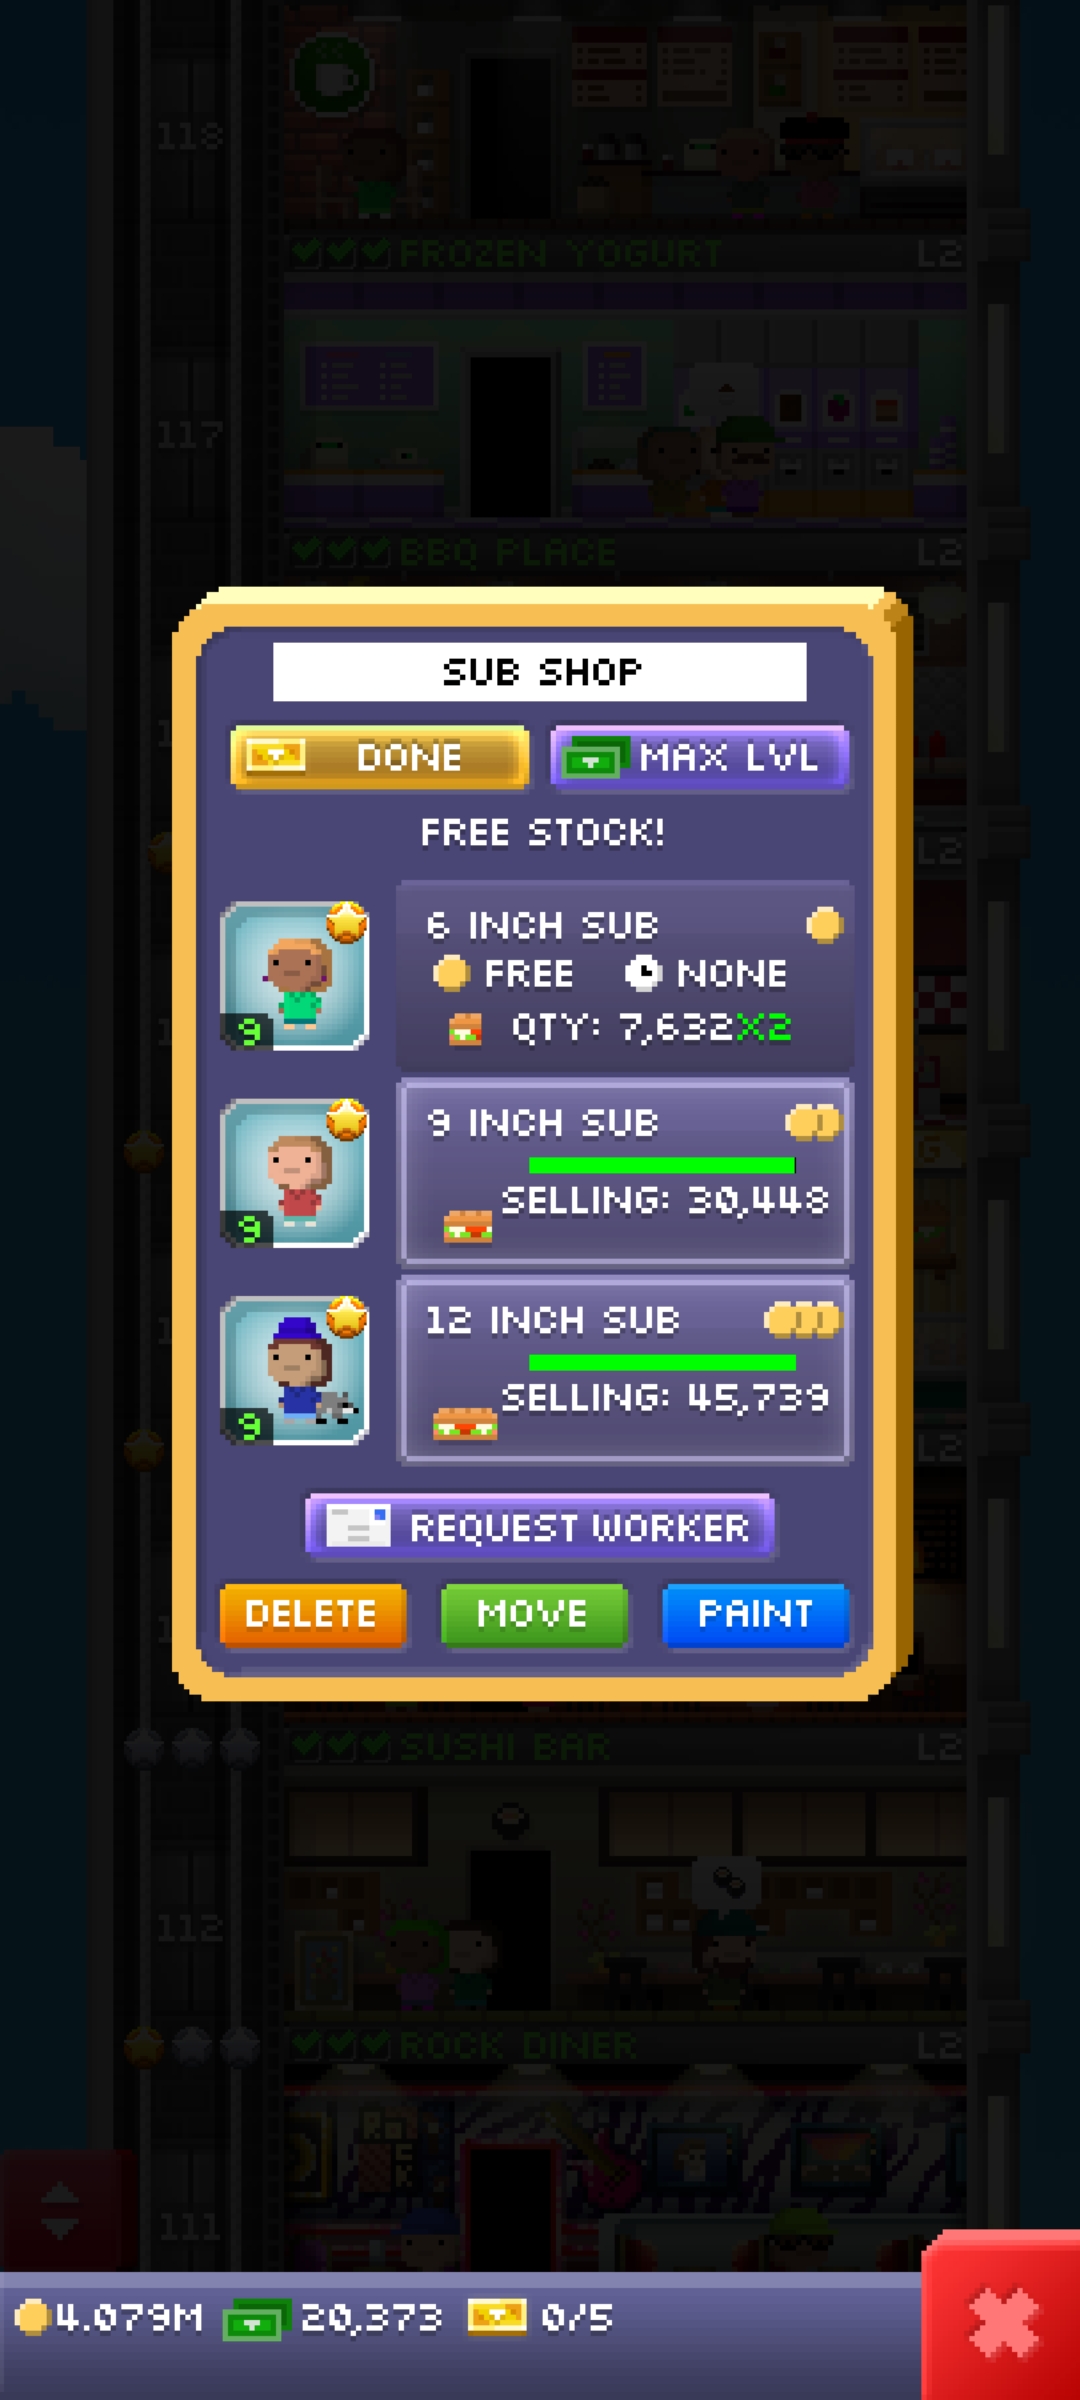 118
FROZEN YOGURT L2
117
BBQ PLACE L2
SUB SHOP
DONE MAX LVL
FREE STOCK!
L2
6 INCH SUB
FREE NONE
QTY: 7,632X2
9
9 INCH SUB
SELLING: 30,448
9
12 INCH SUB
SELLING: 45,739
9
L2
REQUEST WORKER
DELETE MOVE PAINT
SUSHI BAR L2
112
ROCK DINER L2
111
4.079M 20,373 0/5